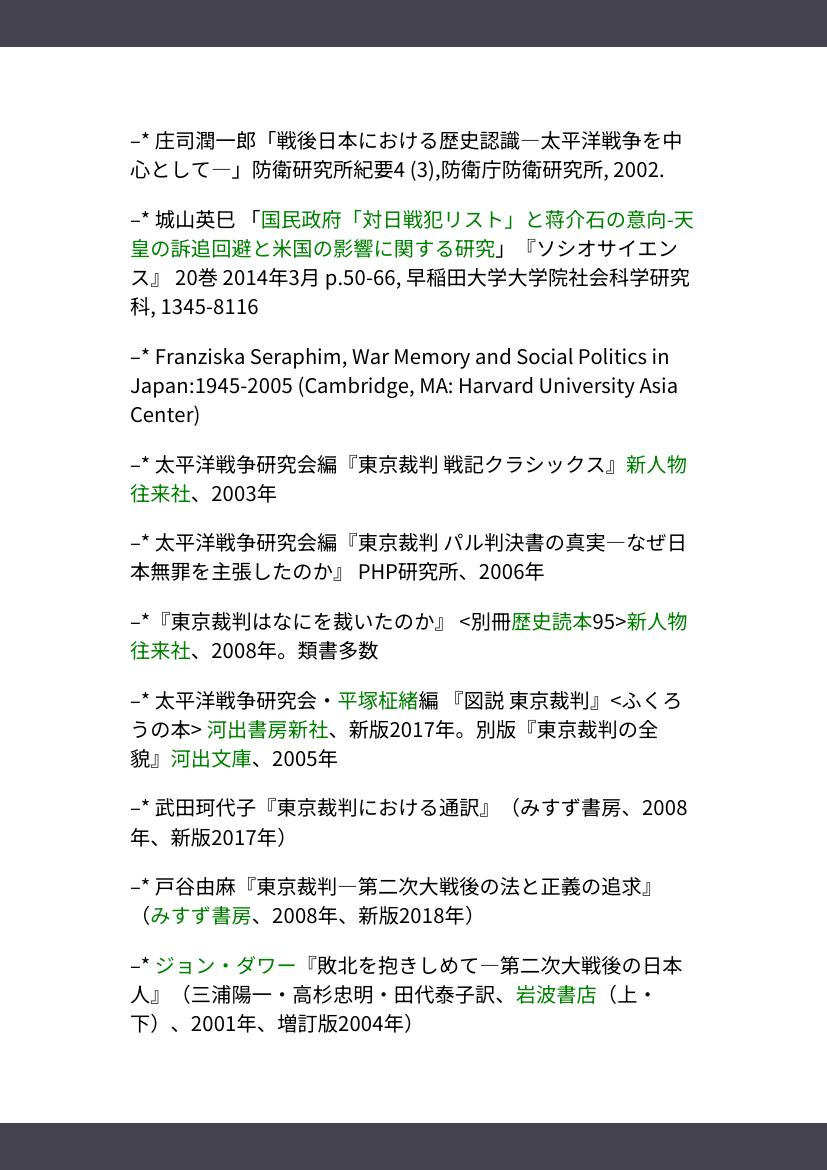 –* 庄司潤一郎「戦後日本における歴史認識―太平洋戦争を中
心として―」防衛研究所紀要4 (3),防衛庁防衛研究所, 2002.
–* 城山英巳 「国民政府「対日戦犯リスト」と蒋介石の意向-天
皇の訴追回避と米国の影響に関する研究」『ソシオサイエン
ス』 20巻 2014年3月 p.50-66, 早稲田大学大学院社会科学研究
科, 1345-8116
–* Franziska Seraphim, War Memory and Social Politics in
Japan:1945-2005 (Cambridge, MA: Harvard University Asia
Center)
–* 太平洋戦争研究会編『東京裁判 戦記クラシックス』新人物
往来社、2003年
–* 太平洋戦争研究会編『東京裁判 パル判決書の真実―なぜ日
本無罪を主張したのか』 PHP研究所、2006年
–*『東京裁判はなにを裁いたのか』 <別冊歴史読本95>新人物
往来社、2008年。類書多数
–* 太平洋戦争研究会・平塚柾緒編 『図説 東京裁判』<ふくろ
うの本> 河出書房新社、新版2017年。別版『東京裁判の全
貌』河出文庫、2005年
–* 武田珂代子『東京裁判における通訳』（みすず書房、2008
年、新版2017年）
–* 戸谷由麻『東京裁判―第二次大戦後の法と正義の追求』
（みすず書房、2008年、新版2018年）
–* ジョン・ダワー『敗北を抱きしめて―第二次大戦後の日本
人』（三浦陽一・高杉忠明・田代泰子訳、岩波書店（上・
下）、2001年、増訂版2004年）